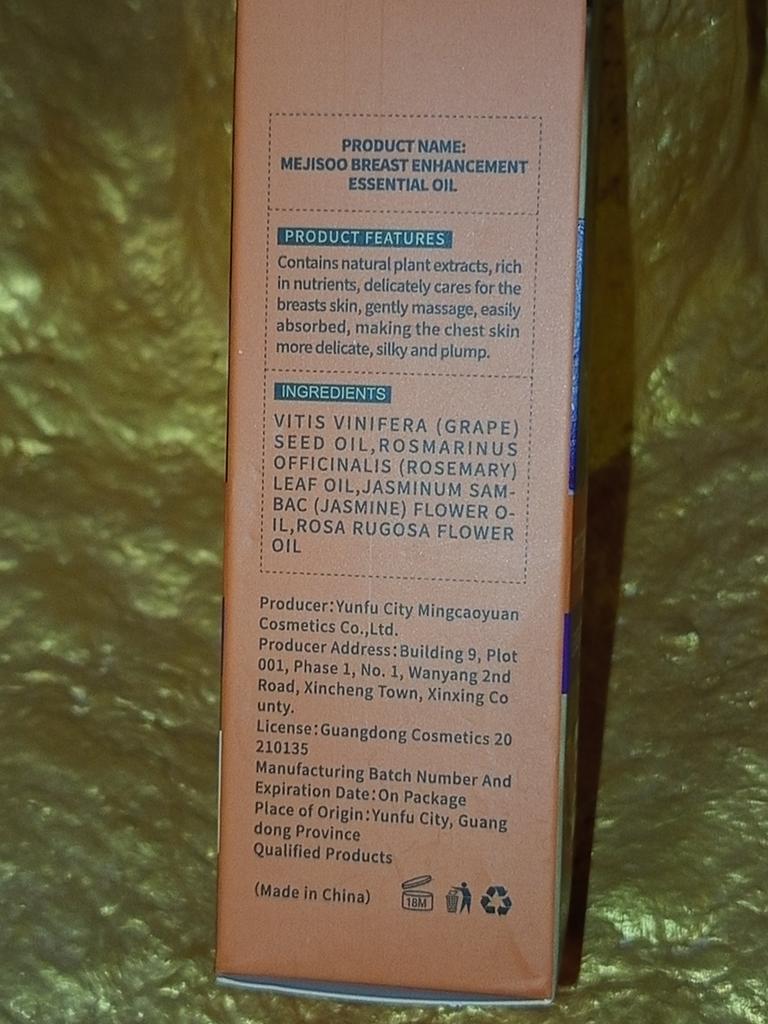 PRODUCT NAME:
MEJISOO BREAST ENHANCEMENT
ESSENTIAL OIL
PRODUCT FEATURES
Contains natural plant extracts, rich
in nutrients, delicately cares for the
breasts skin, gently massage, easily
absorbed, making the chest skin
more delicate, silky and plump.
INGREDIENTS
VITIS VINIFERA (GRAPE)
SEED OIL,ROSMARINUS
OFFICINALIS (ROSEMARY)
LEAF OIL,JASMINUM SAM-
BAC (JASMINE) FLOWER O-
IL,ROSA RUGOSA FLOWER
OIL
Producer:Yunfu City Mingcaoyuan
Cosmetics Co.,Ltd.
Producer Address:Building 9, Plot
001, Phase 1, No. 1, Wanyang 2nd
Road, Xincheng Town, Xinxing Co
unty.
License:Guangdong Cosmetics 20
210135
Manufacturing Batch Number And
Expiration Date:On Package
Place of Origin:Yunfu City, Guang
dong Province
Qualified Products
(Made in China)
18M